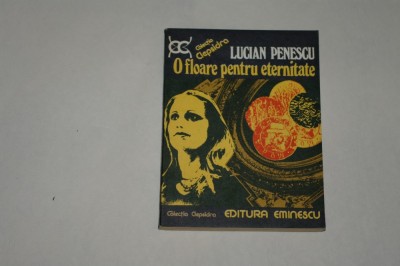 Colecția
Clepsidra
LUCIAN PENESCU
O floare pentru eternitate
Colecția Clepsidra
EDITURA EMINESCU